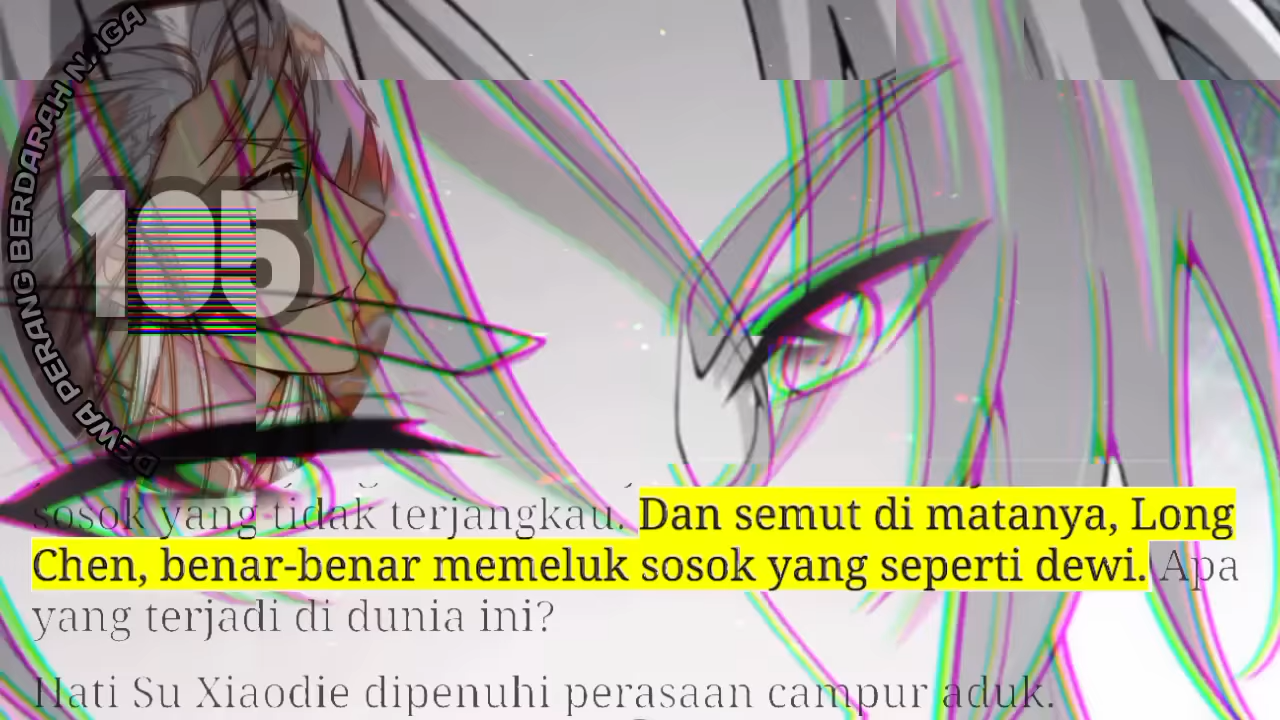 DEWA PERANG BERDARAH NAGA
105
sosok yang tidak terjangkau. Dan semut di matanya, Long
Chen, benar-benar memeluk sosok yang seperti dewi. Apa
yang terjadi di dunia ini?
Hati Su Xiaodie dipenuhi perasaan campur aduk.